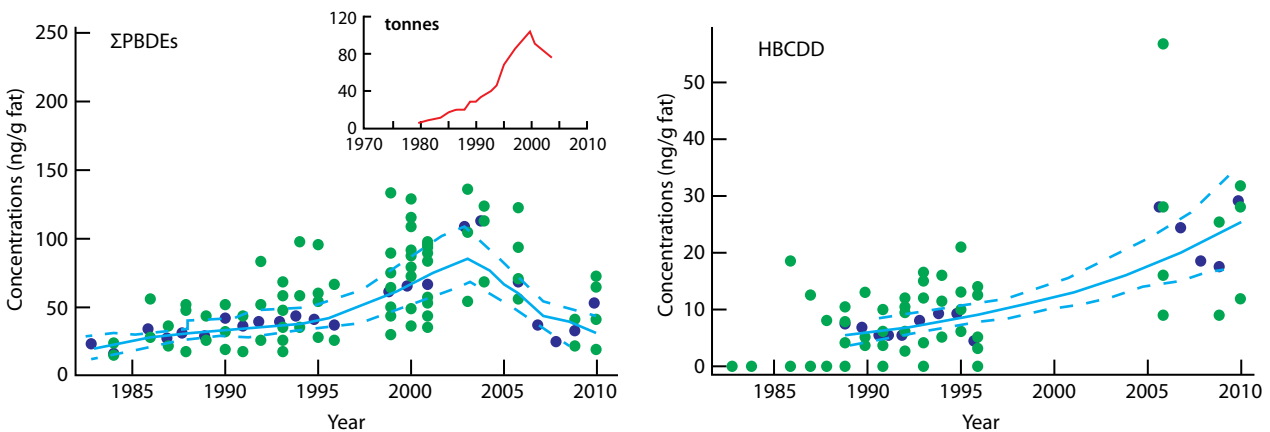 ΣPBDEs
250
200
150
100
50
0
Concentrations (ng/g fat)
1985 1990 1995 2000 2005 2010
Year
tonnes
120
80
40
0
1970 1980 1990 2000 2010
HBCDD
50
40
30
20
10
0
Concentrations (ng/g fat)
1985 1990 1995 2000 2005 2010
Year